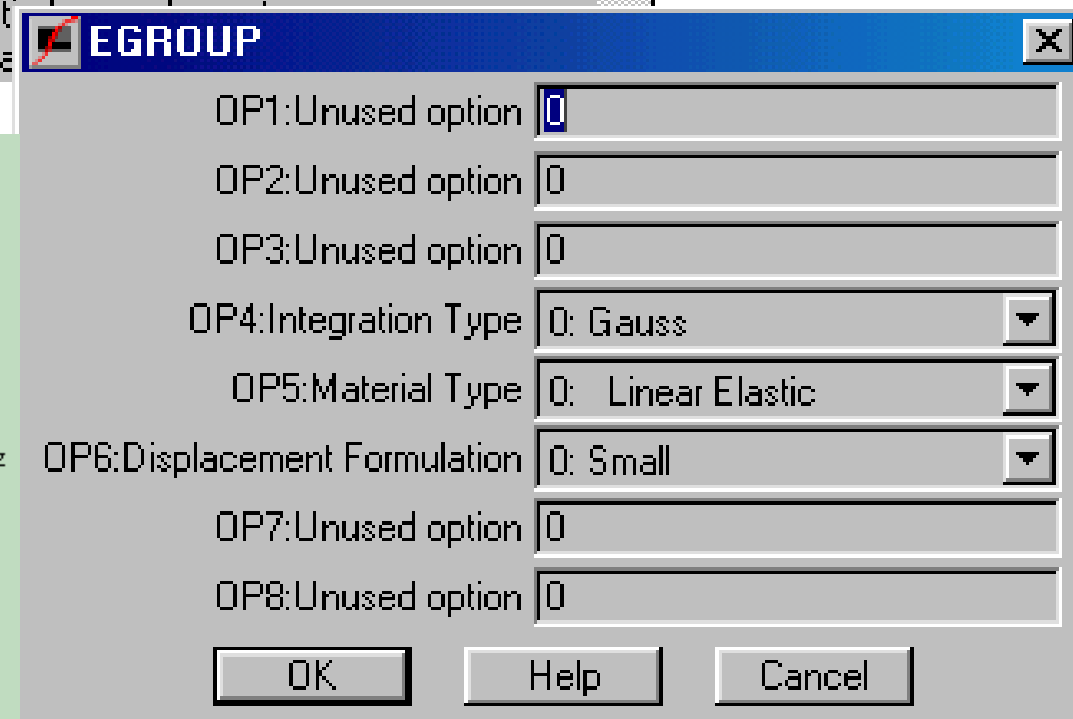 EGROUP
OP1:Unused option 0
OP2:Unused option 0
OP3:Unused option 0
OP4:Integration Type 0: Gauss
OP5:Material Type 0: Linear Elastic
OP6:Displacement Formulation 0: Small
OP7:Unused option 0
OP8:Unused option 0
OK Help Cancel